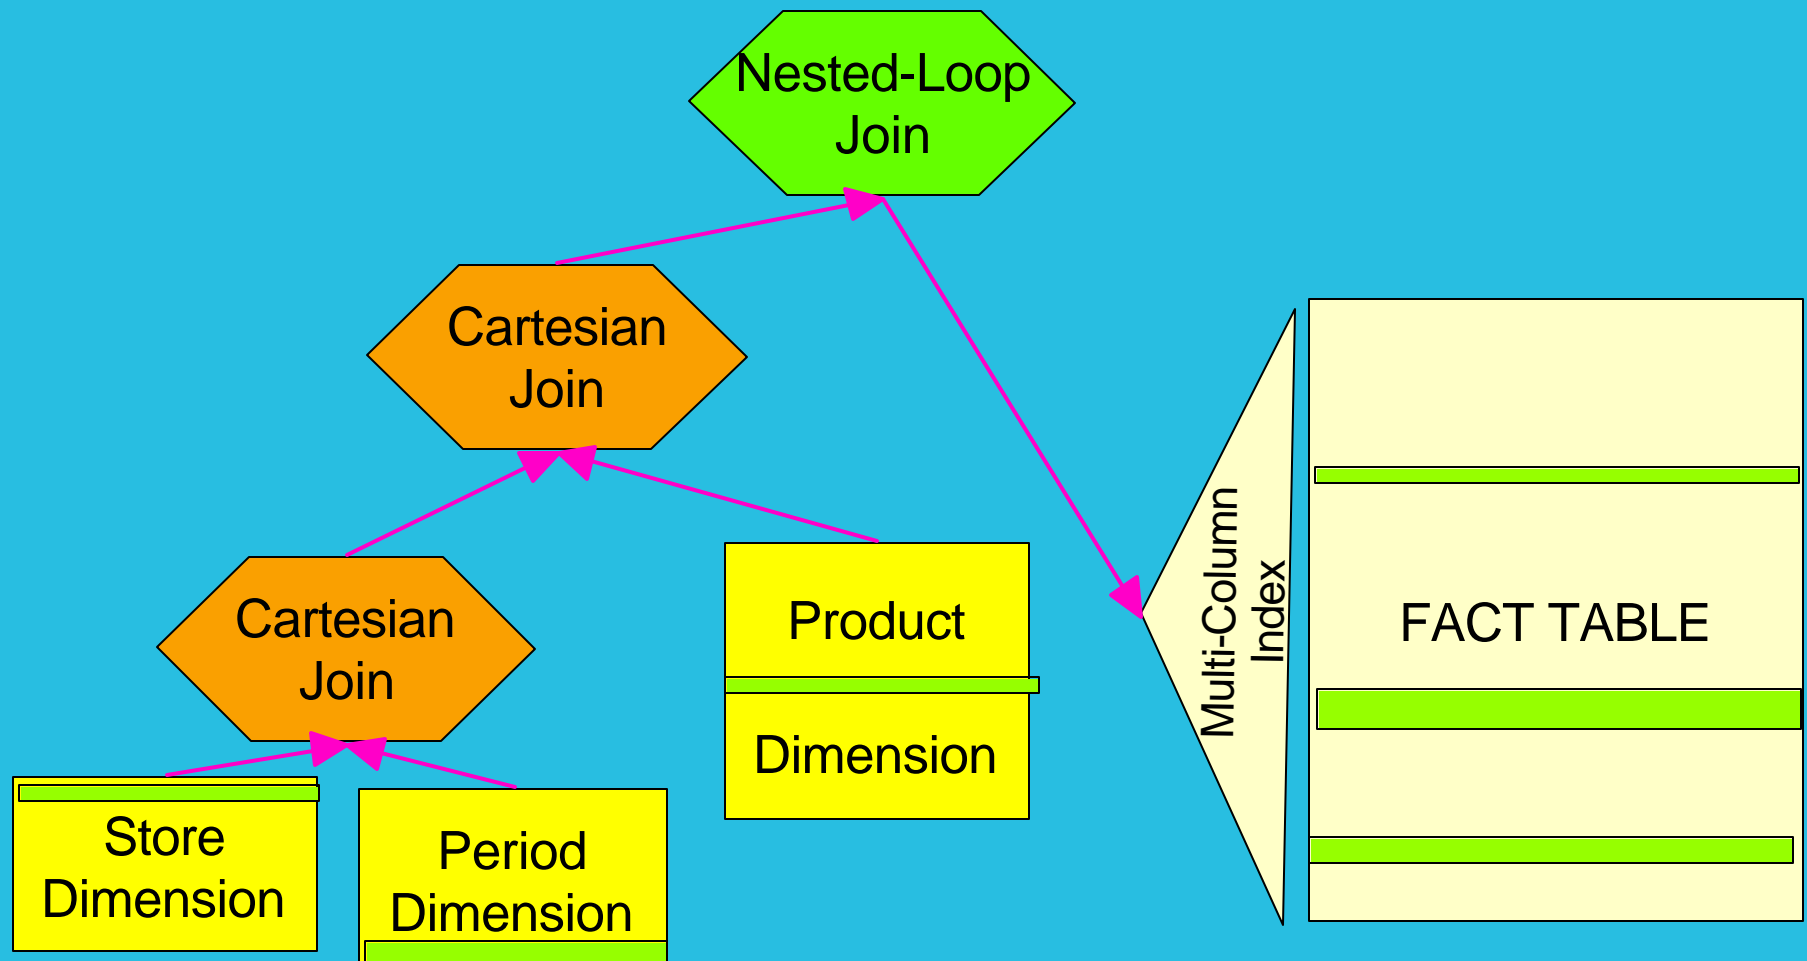 Nested-Loop
Join
Cartesian
Join
Cartesian
Join
Product
Dimension
Store
Dimension
Period
Dimension
Multi-Column
Index
FACT TABLE